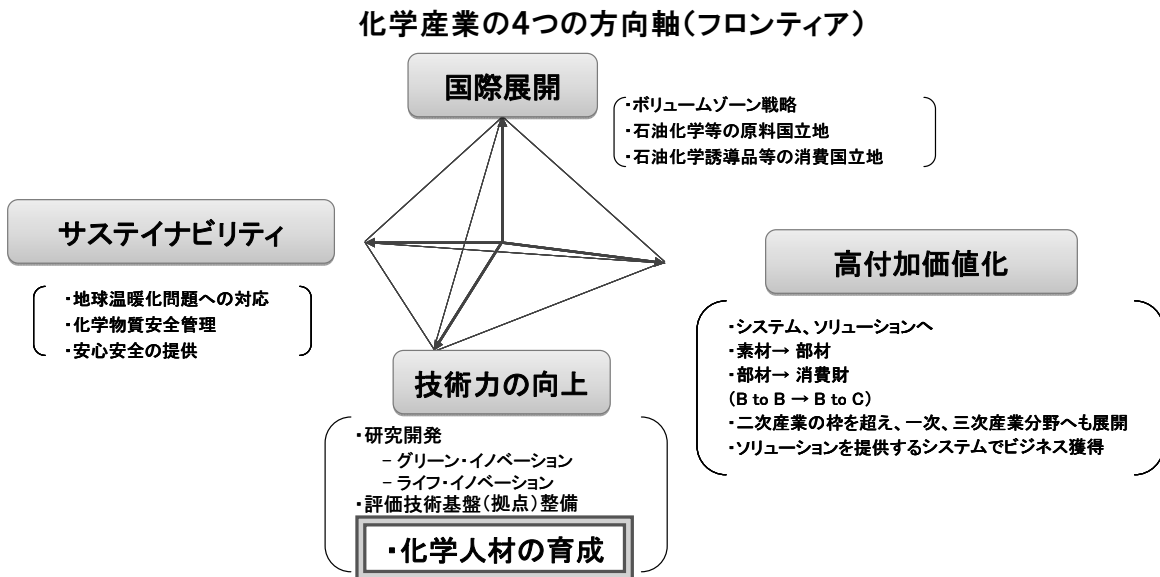 化学産業の4つの方向軸(フロンティア)
国際展開
・ボリュームゾーン戦略
・石油化学等の原料国立地
・石油化学誘導品等の消費国立地
サステイナビリティ
・地球温暖化問題への対応
・化学物質安全管理
・安心安全の提供
高付加価値化
・システム、ソリューションへ
・素材→ 部材
・部材→ 消費財
(B to B → B to C)
・二次産業の枠を超え、一次、三次産業分野へも展開
・ソリューションを提供するシステムでビジネス獲得
技術力の向上
・研究開発
－ グリーン・イノベーション
－ ライフ・イノベーション
・評価技術基盤(拠点)整備
・化学人材の育成